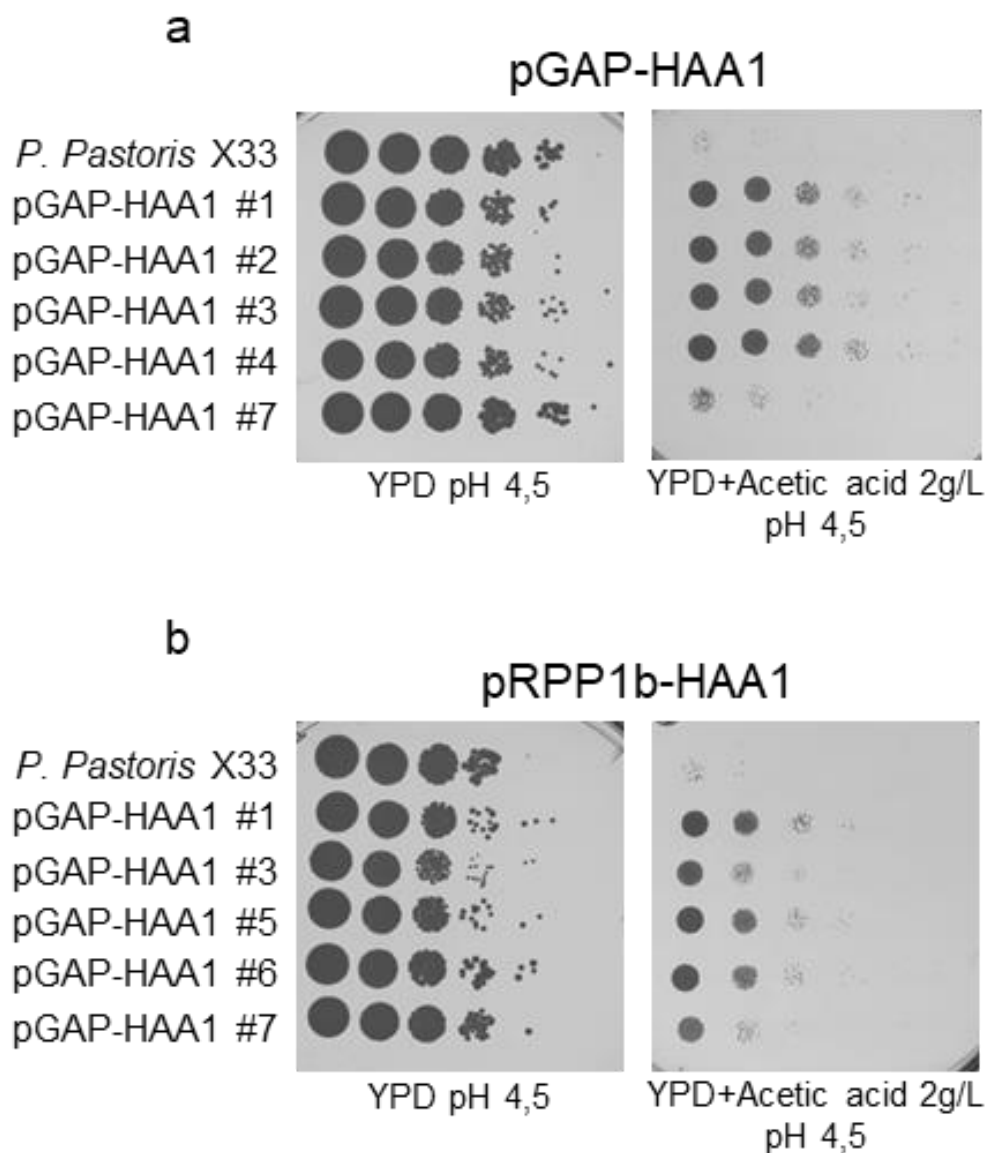 a
pGAP-HAA1
P. Pastoris X33
pGAP-HAA1 #1
pGAP-HAA1 #2
pGAP-HAA1 #3
pGAP-HAA1 #4
pGAP-HAA1 #7
YPD pH 4,5
YPD+Acetic acid 2g/L
pH 4,5
b
pRPP1b-HAA1
P. Pastoris X33
pGAP-HAA1 #1
pGAP-HAA1 #3
pGAP-HAA1 #5
pGAP-HAA1 #6
pGAP-HAA1 #7
YPD pH 4,5
YPD+Acetic acid 2g/L
pH 4,5